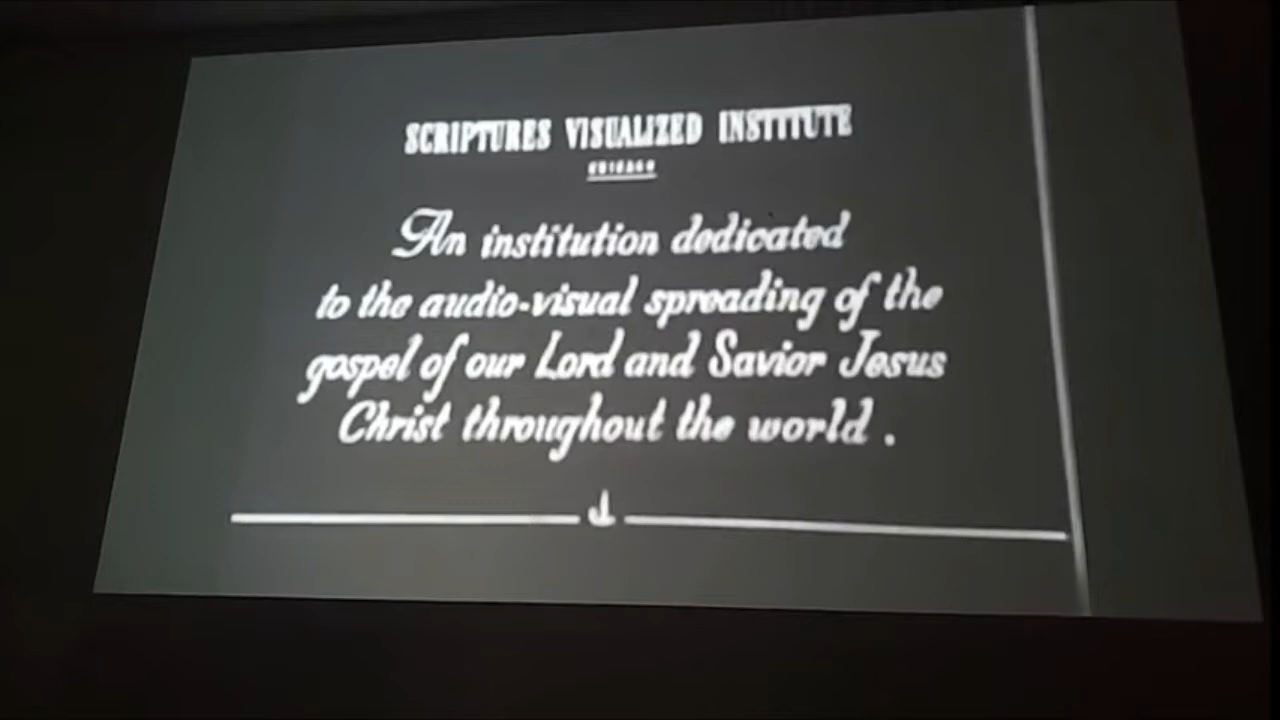 SCRIPTURES VISUALIZED INSTITUTE
CHICAGO
An institution dedicated
to the audio-visual spreading of the
gospel of our Lord and Savior Jesus
Christ throughout the world .